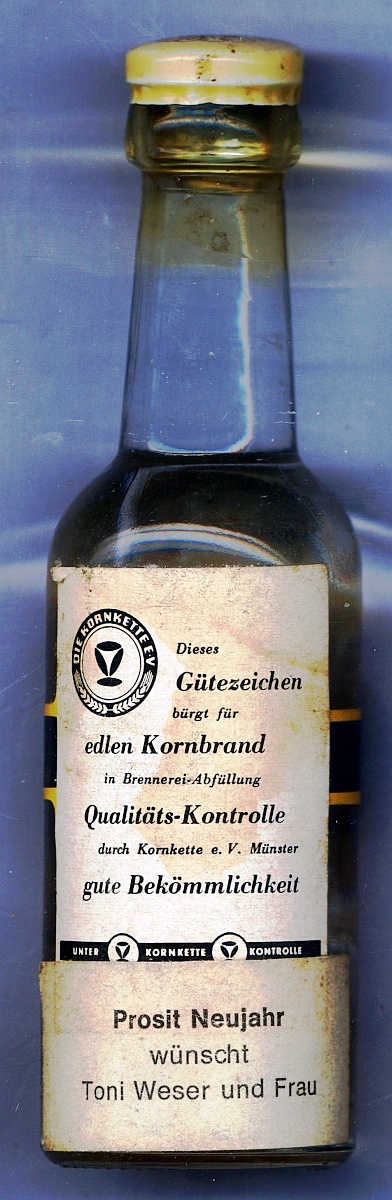 DIE KORNKETTE E.V
Dieses
Gütezeichen
bürgt für
edlen Kornbrand
in Brennerei-Abfüllung
Qualitäts-Kontrolle
durch Kornkette e. V. Münster
gute Bekömmlichkeit
UNTER KORNKETTE KONTROLLE
Prosit Neujahr
wünscht
Toni Weser und Frau